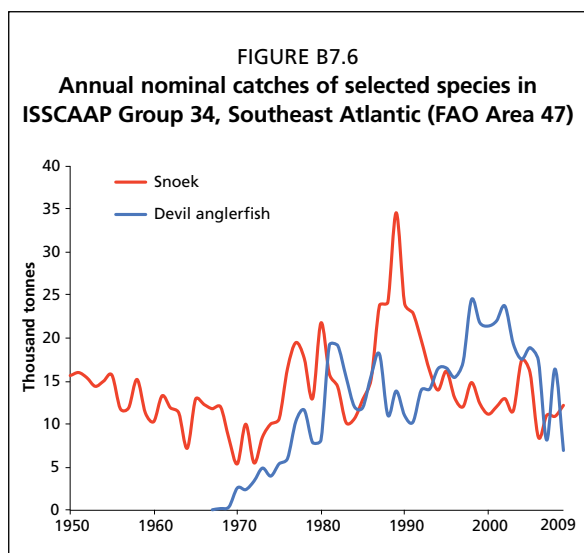 FIGURE B7.6
Annual nominal catches of selected species in
ISSCAAP Group 34, Southeast Atlantic (FAO Area 47)
40
35
30
25
20
15
10
5
0
Thousand tonnes
Snoek
Devil anglerfish
1950 1960 1970 1980 1990 2000 2009